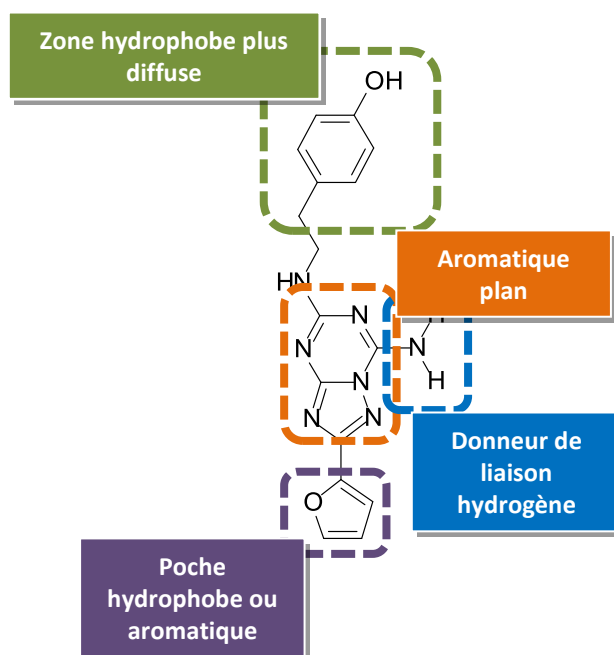 Zone hydrophobe plus
diffuse
OH
HN
Aromatique
plan
N
N
N
H
N
N
N
Donneur de
liaison
hydrogène
O
Poche
hydrophobe ou
aromatique